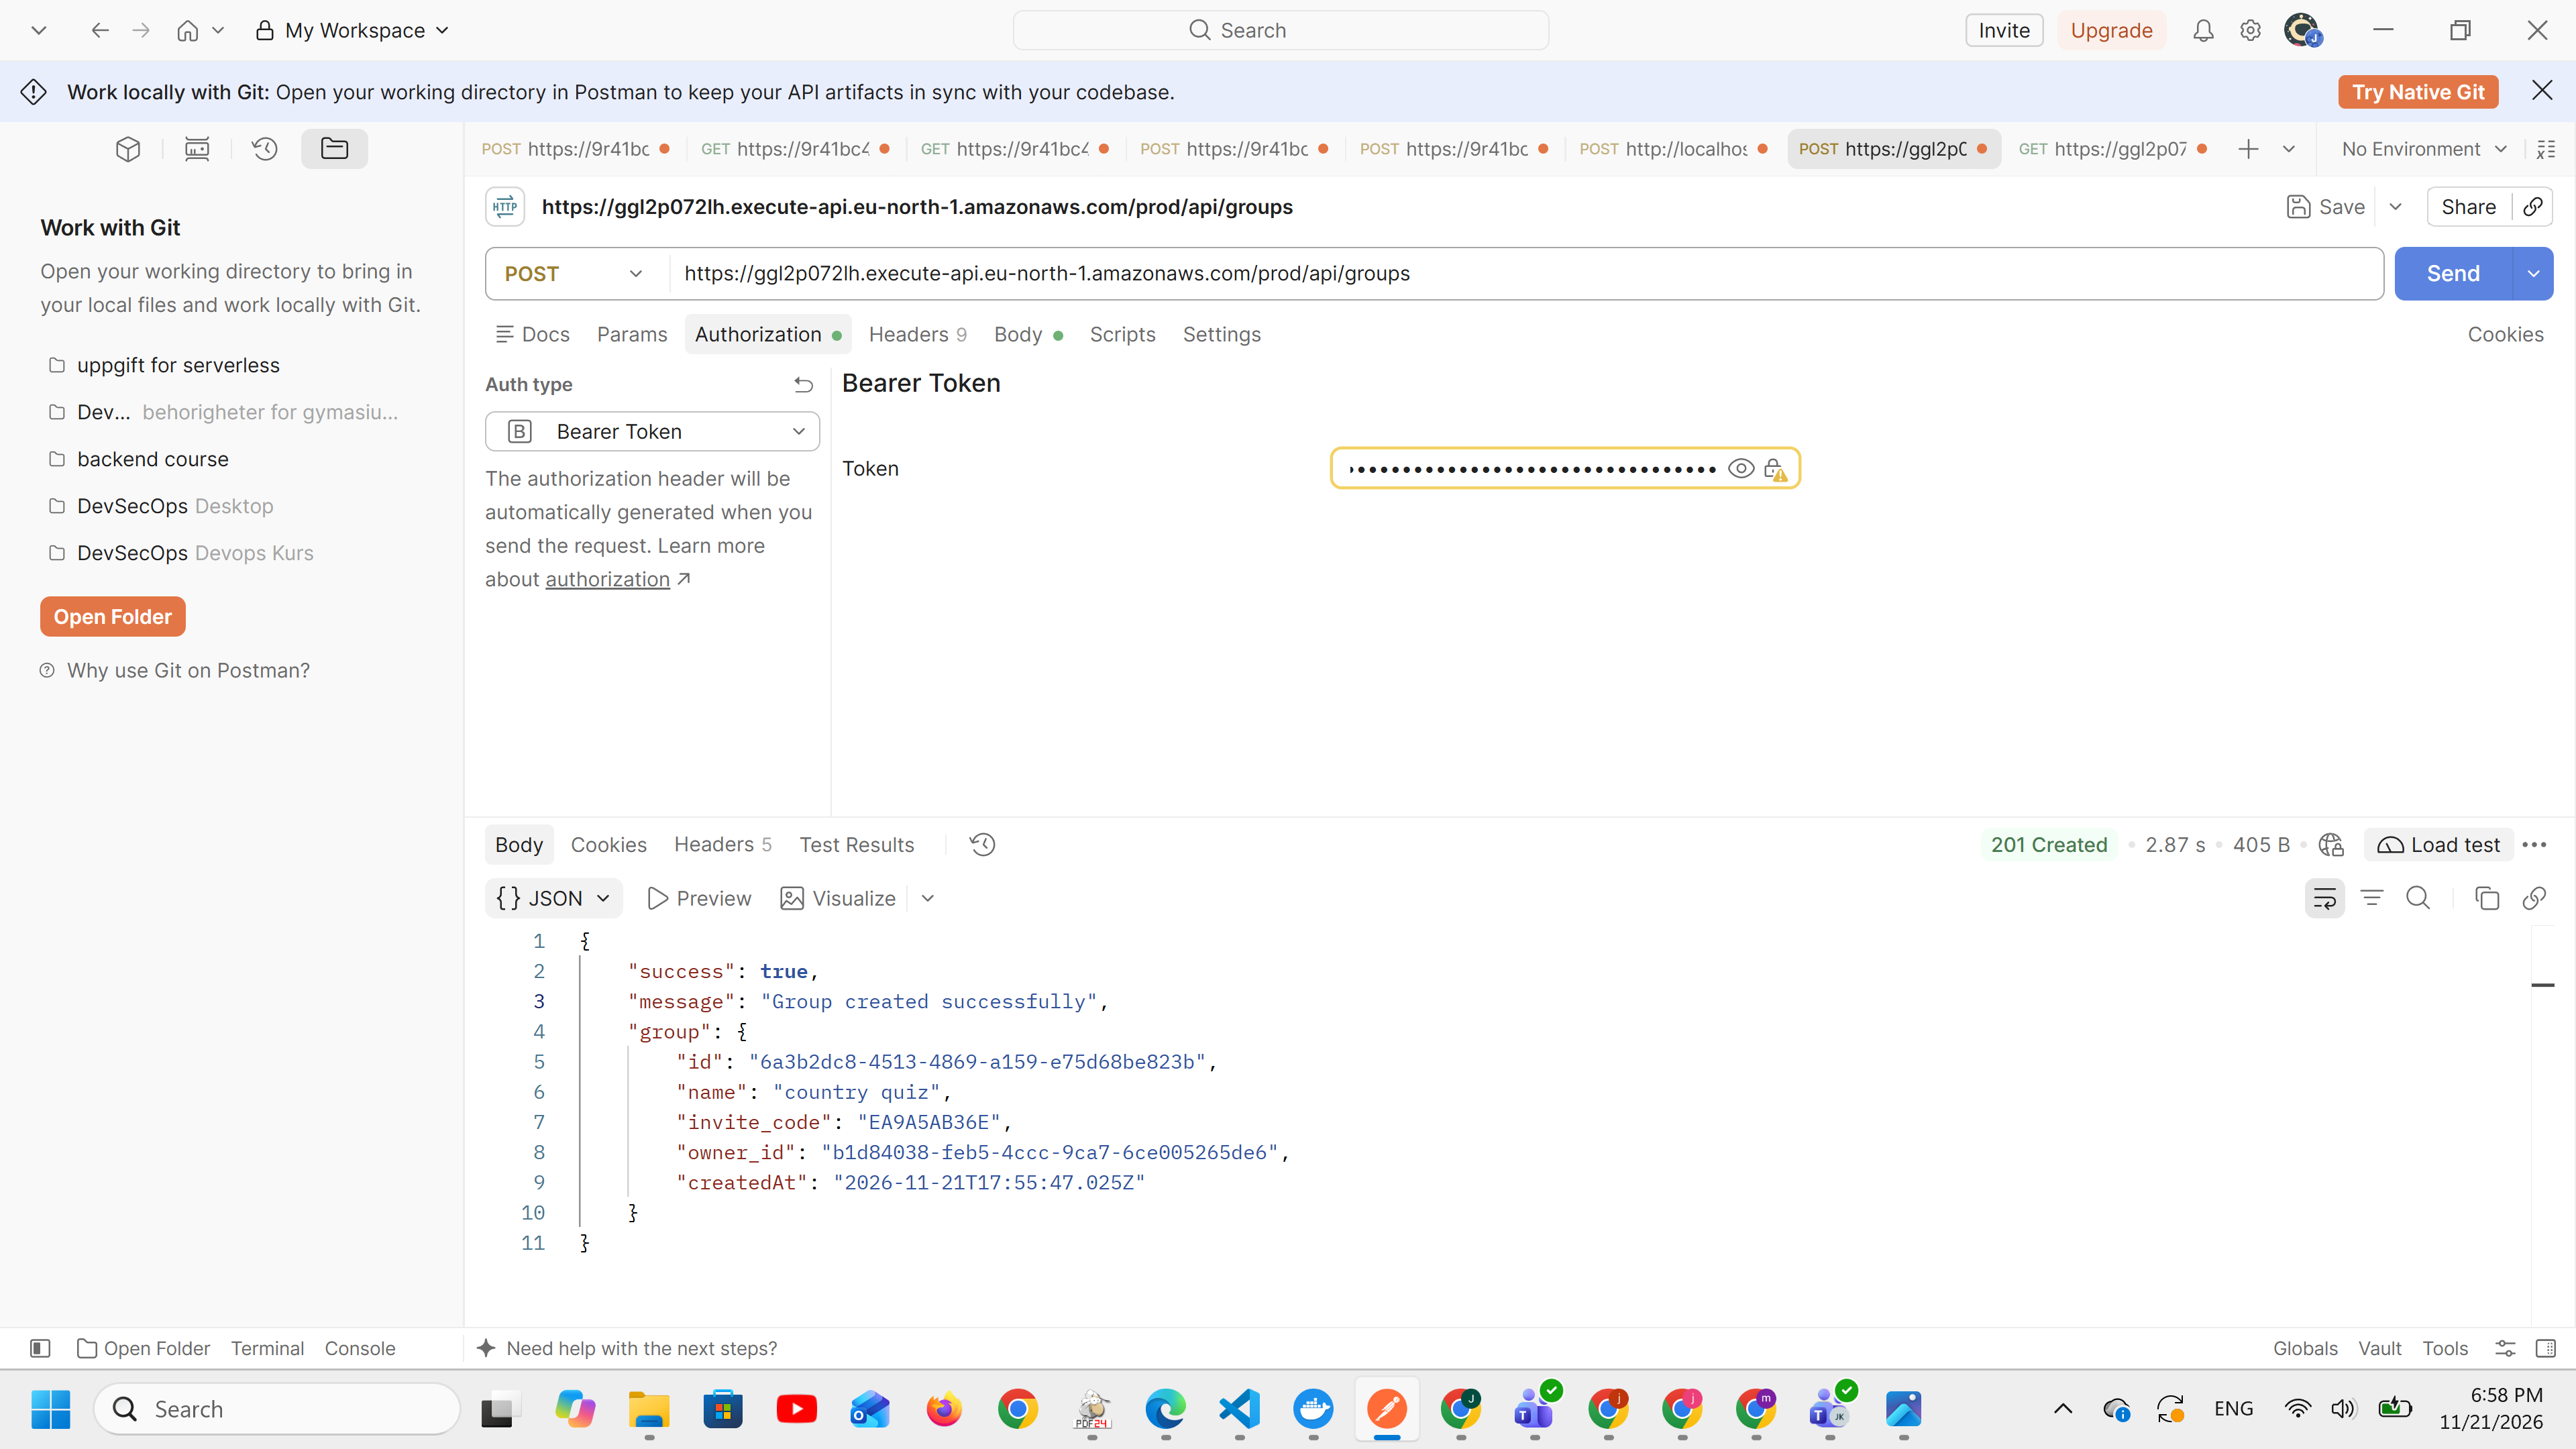 My Workspace
Search
Invite
Upgrade
J
Work locally with Git: Open your working directory in Postman to keep your API artifacts in sync with your codebase.
Try Native Git
POST https://9r41bc
GET https://9r41bc4
GET https://9r41bc4
POST https://9r41bc
POST https://9r41bc
POST http://localhos
POST https://ggl2p0
GET https://ggl2p07
No Environment
Work with Git
Open your working directory to bring in
your local files and work locally with Git.
uppgift for serverless
Dev... behorigheter for gymasiu...
backend course
DevSecOps Desktop
DevSecOps Devops Kurs
Open Folder
Why use Git on Postman?
HTTP https://ggl2p072lh.execute-api.eu-north-1.amazonaws.com/prod/api/groups
Save
Share
POST https://ggl2p072lh.execute-api.eu-north-1.amazonaws.com/prod/api/groups
Send
Docs Params Authorization Headers 9 Body Scripts Settings
Cookies
Auth type
B Bearer Token
The authorization header will be
automatically generated when you
send the request. Learn more
about authorization ↗
Bearer Token
Token
Body Cookies Headers 5 Test Results
201 Created • 2.87 s • 405 B
Load test
{} JSON Preview Visualize
1 {
2 "success": true,
3 "message": "Group created successfully",
4 "group": {
5 "id": "6a3b2dc8-4513-4869-a159-e75d68be823b",
6 "name": "country quiz",
7 "invite_code": "EA9A5AB36E",
8 "owner_id": "b1d84038-feb5-4ccc-9ca7-6ce005265de6",
9 "createdAt": "2026-11-21T17:55:47.025Z"
10 }
11 }
Open Folder Terminal Console
Need help with the next steps?
Globals Vault Tools
Search
PDF24
J
T
j
j
m
T JK
ENG
6:58 PM
11/21/2026